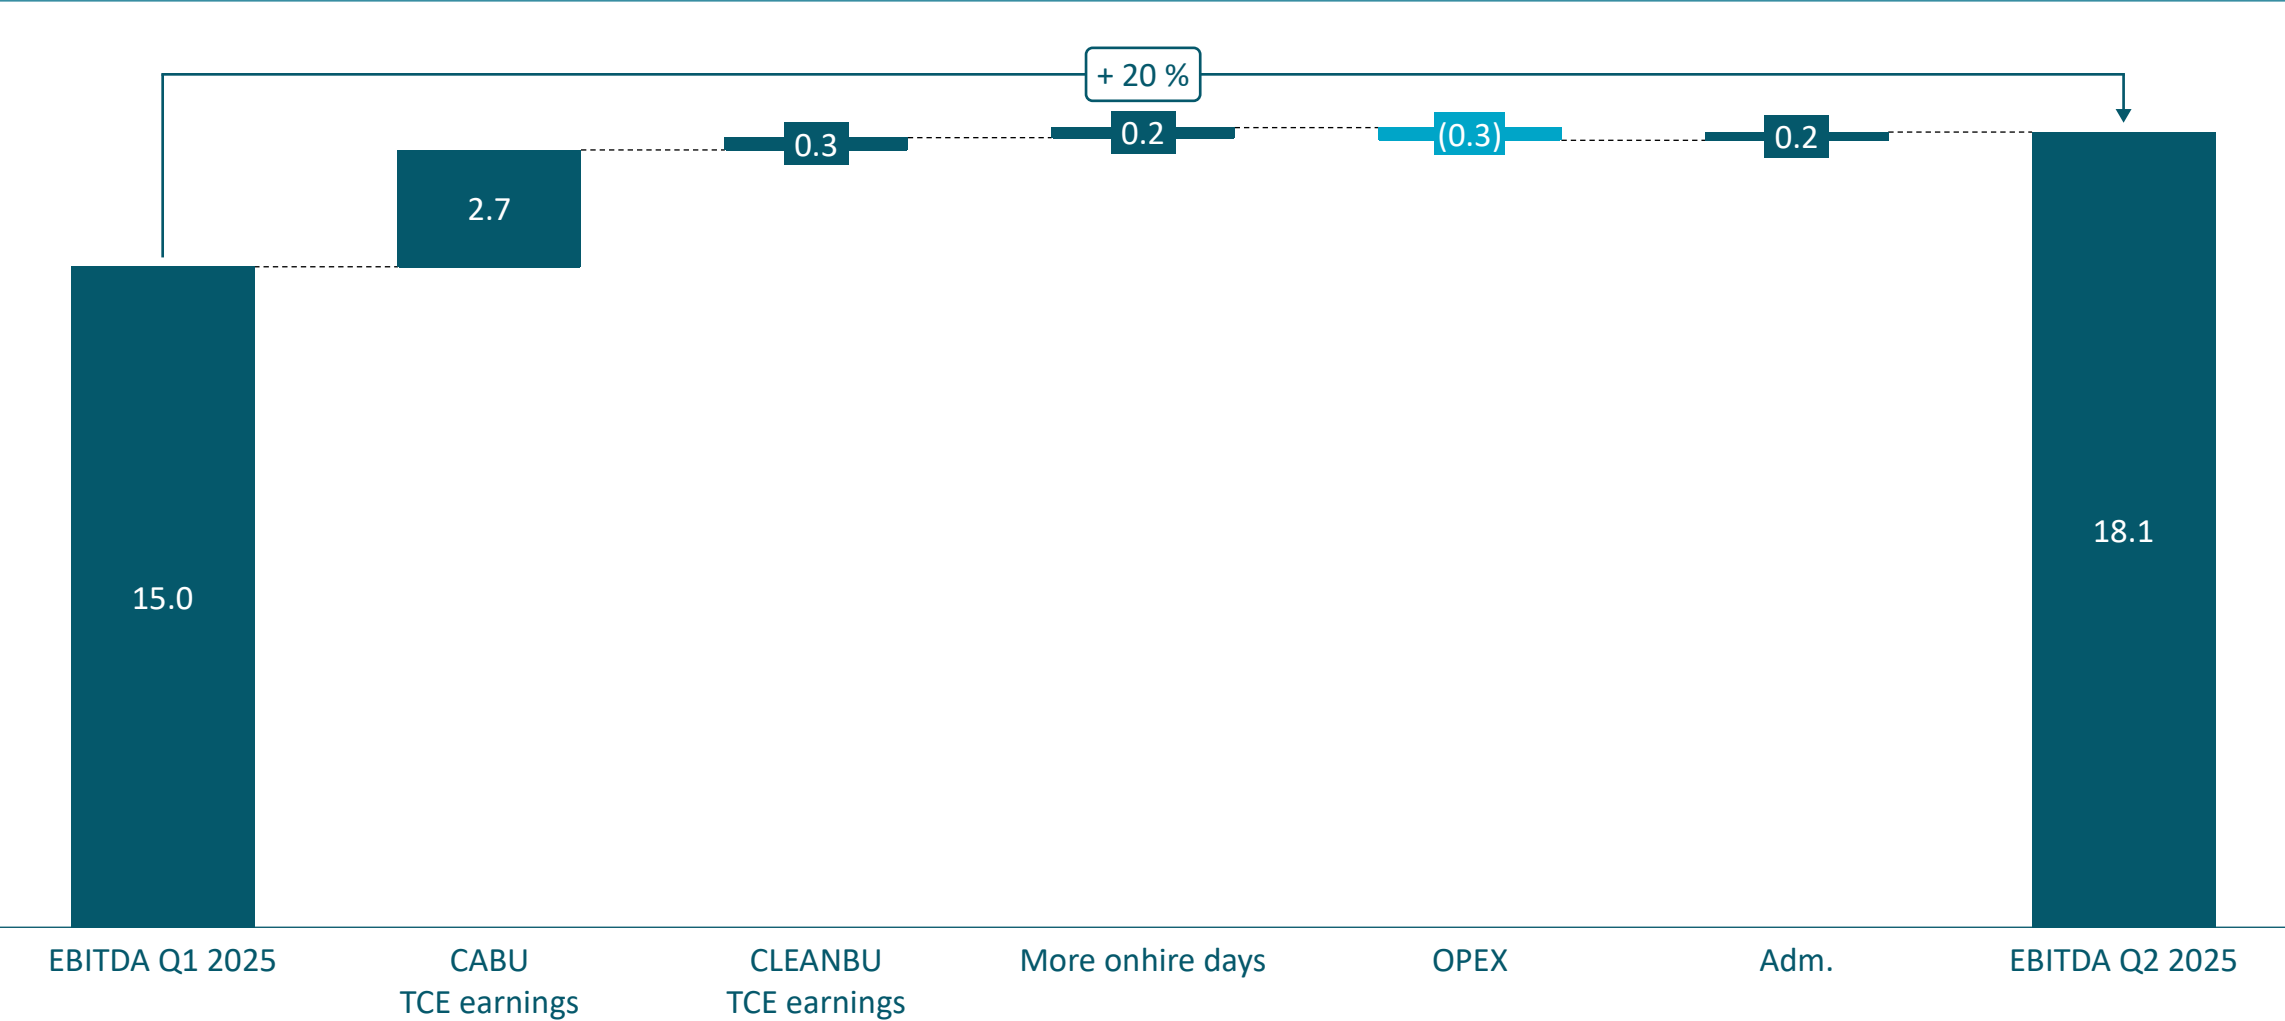 + 20 %
0.3
0.2
(0.3)
0.2
2.7
15.0
18.1
EBITDA Q1 2025
CABU
TCE earnings
CLEANBU
TCE earnings
More onhire days
OPEX
Adm.
EBITDA Q2 2025